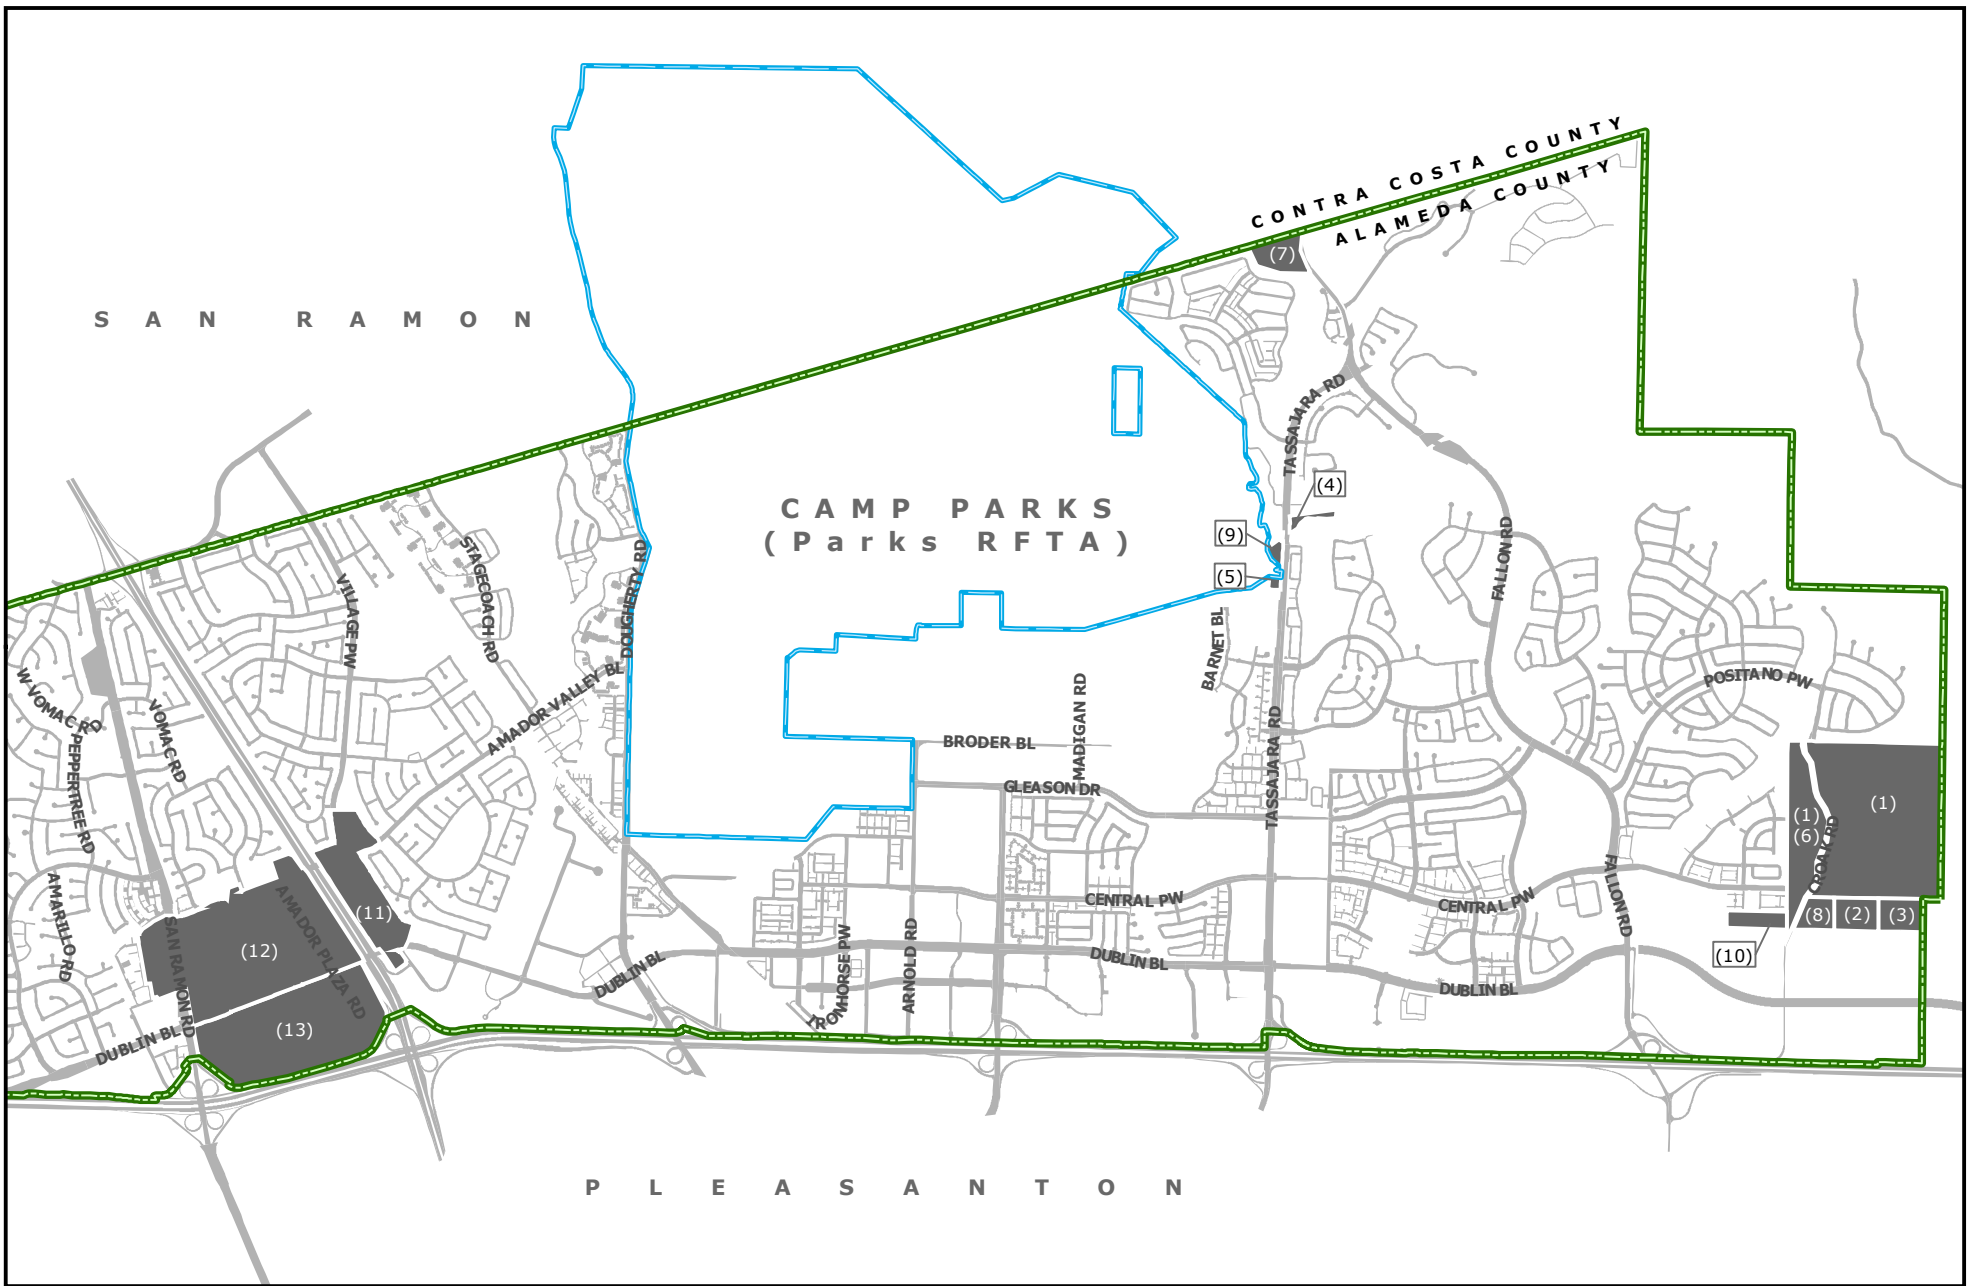 CONTRA COSTA COUNTY
ALAMEDA COUNTY
(7)
SAN RAMON
TASSAJARA RD
(4)
CAMP PARKS
(Parks RFTA)
(9)
(5)
FALLON RD
STAGECOACH RD
VILLAGE PW
DOUGHERTY RD
BARNET BL
AMADOR VALLEY BL
POSITANO PW
W VOMAC RD
VOMAC RD
PEPPERTREE RD
MADIGAN RD
BRODER BL
TASSAJARA RD
GLEASON DR
(1)
(1)
(6)
CROAK RD
FALLON RD
AMARILLO RD
AMADOR PLAZA RD
(11)
CENTRAL PW
CENTRAL PW
(8)
(2)
(3)
SAN RAMON RD
(12)
IRONHORSE PW
ARNOLD RD
(10)
DUBLIN BL
DUBLIN BL
DUBLIN BL
(13)
DUBLIN BL
PLEASANTON